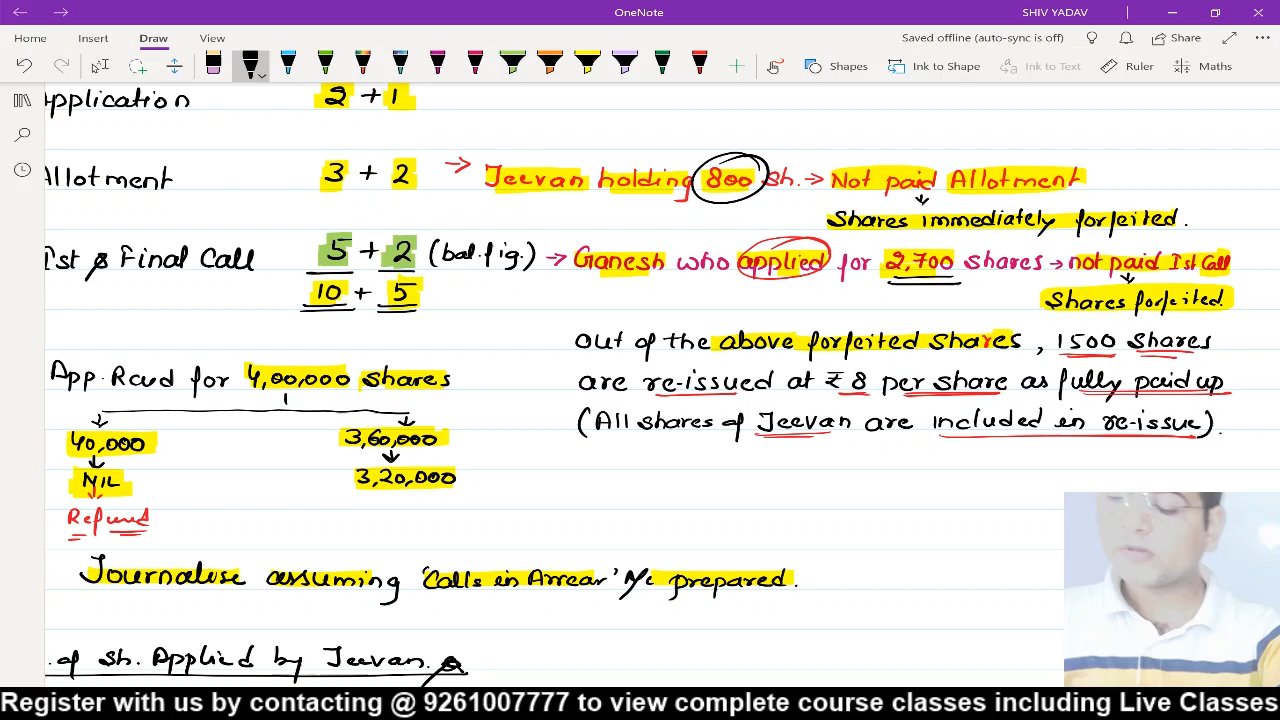 OneNote
SHIV YADAV
Home Insert Draw View
Saved offline (auto-sync is off)
Share
Shapes
Ink to Shape
Ink to Text
Ruler
Maths
Application 2 + 1
Allotment 3 + 2 → Jeevan holding 800 sh. → Not paid Allotment
Shares immediately forfeited.
Ist & Final Call 5 + 2 (bal. fig.) → Ganesh who applied for 2,700 shares → not paid Ist Call
10 + 5
Shares forfeited.
Out of the above forfeited shares, 1500 shares
are re-issued at ₹ 8 per share as fully paid up
(All shares of Jeevan are included in re-issue).
App. Rcvd for 4,00,000 shares
40,000 3,60,000
NIL 3,20,000
Refund
Journalise assuming 'Calls in Arrear' A/c prepared.
. of Sh. Applied by Jeevan.
Register with us by contacting @ 9261007777 to view complete course classes including Live Classes